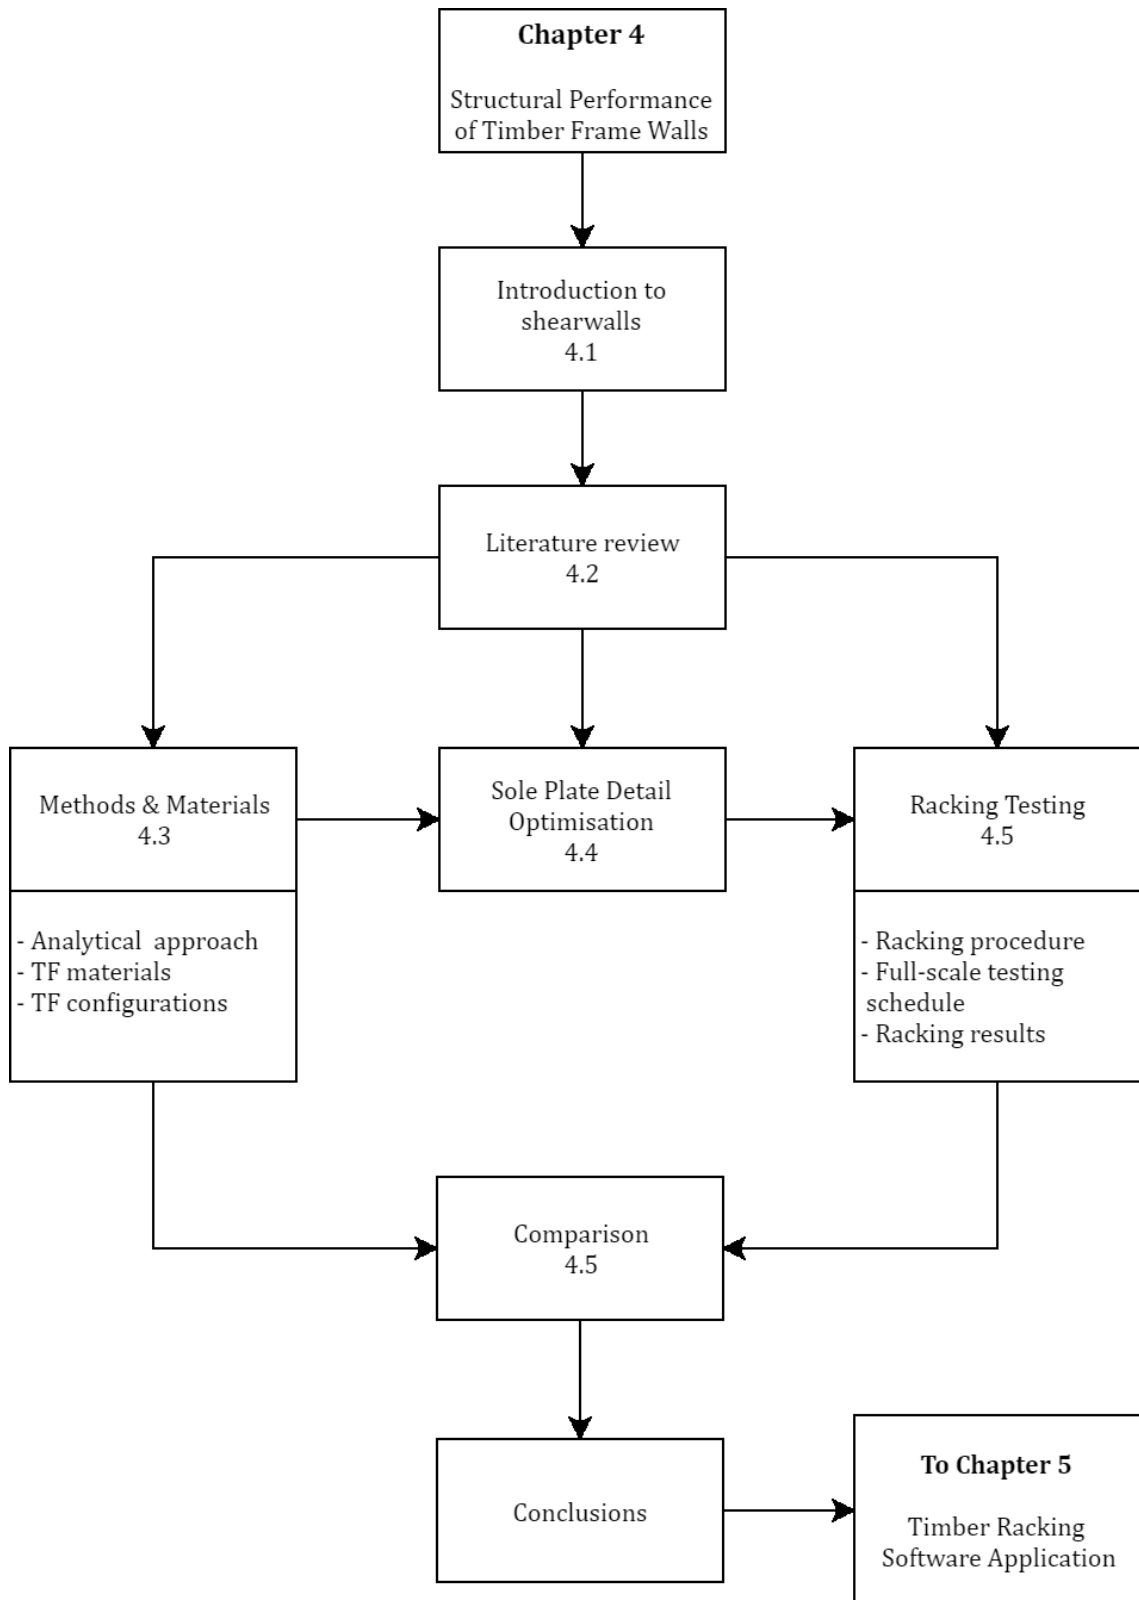 Chapter 4
Structural Performance
of Timber Frame Walls
Introduction to
shearwalls
4.1
Literature review
4.2
Methods & Materials
4.3
- Analytical approach
- TF materials
- TF configurations
Sole Plate Detail
Optimisation
4.4
Racking Testing
4.5
- Racking procedure
- Full-scale testing
schedule
- Racking results
Comparison
4.5
Conclusions
To Chapter 5
Timber Racking
Software Application